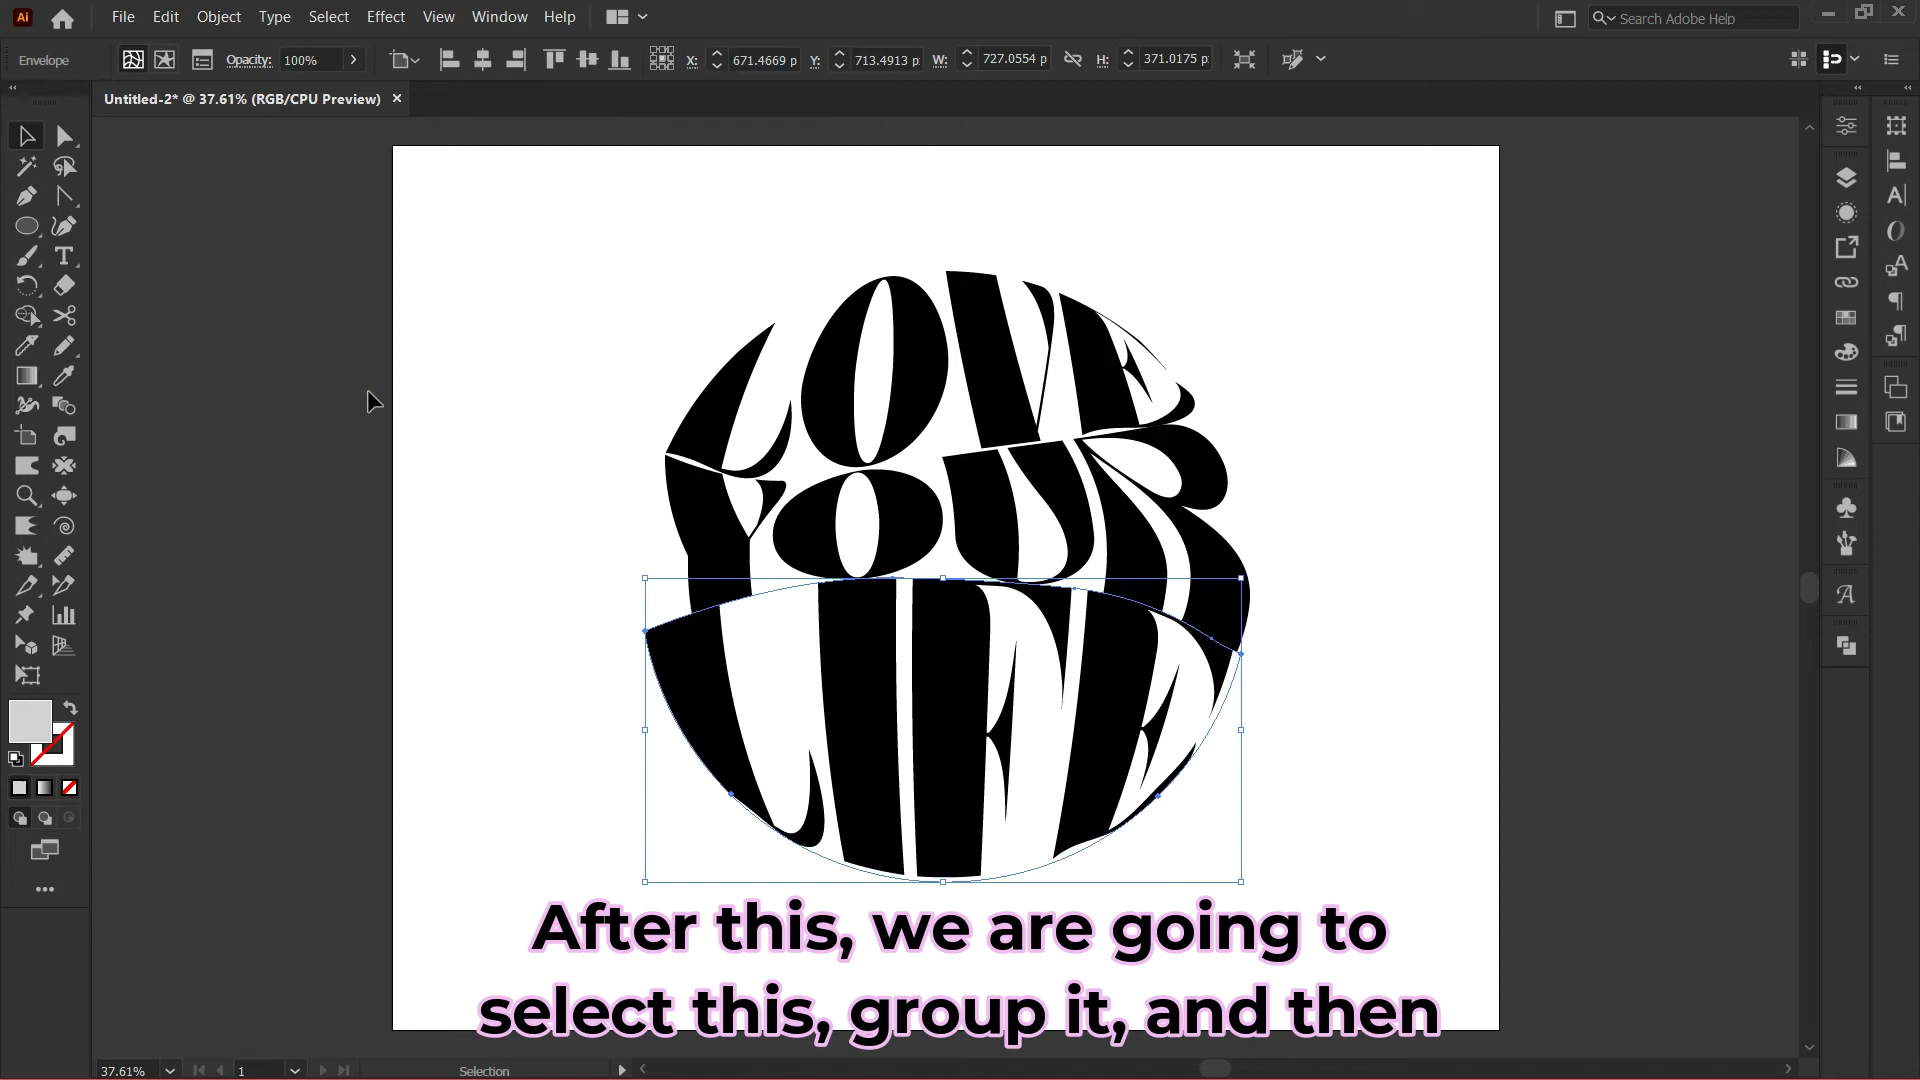 Ai File Edit Object Type Select Effect View Window Help Search Adobe Help
Envelope Opacity: 100% X: 671.4669 p Y: 713.4913 p: W: 727.0554 p H: 371.0175 p:
Untitled-2* @ 37.61% (RGB/CPU Preview)
LOVE
YOUR
LIFE
After this, we are going to
select this, group it, and then
37.61% 1 Selection